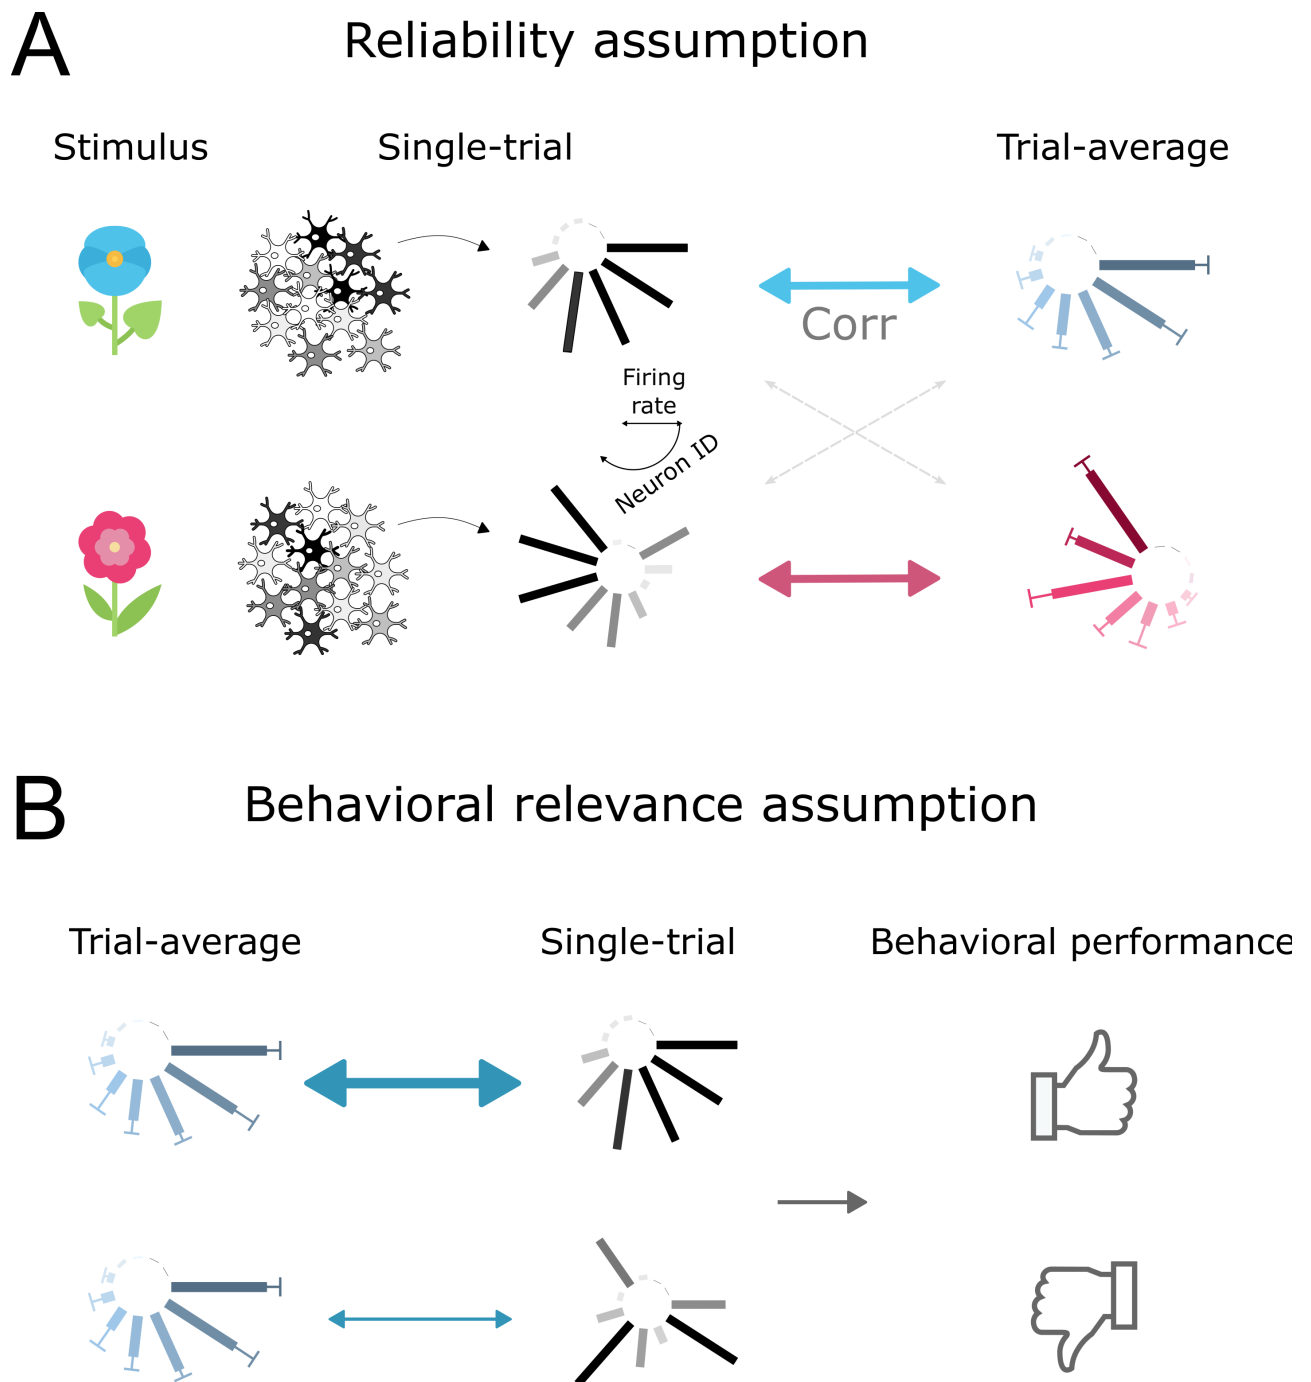 A
Reliability assumption
Stimulus
Single-trial
Trial-average
Corr
Firing
rate
Neuron ID
B
Behavioral relevance assumption
Trial-average
Single-trial
Behavioral performance